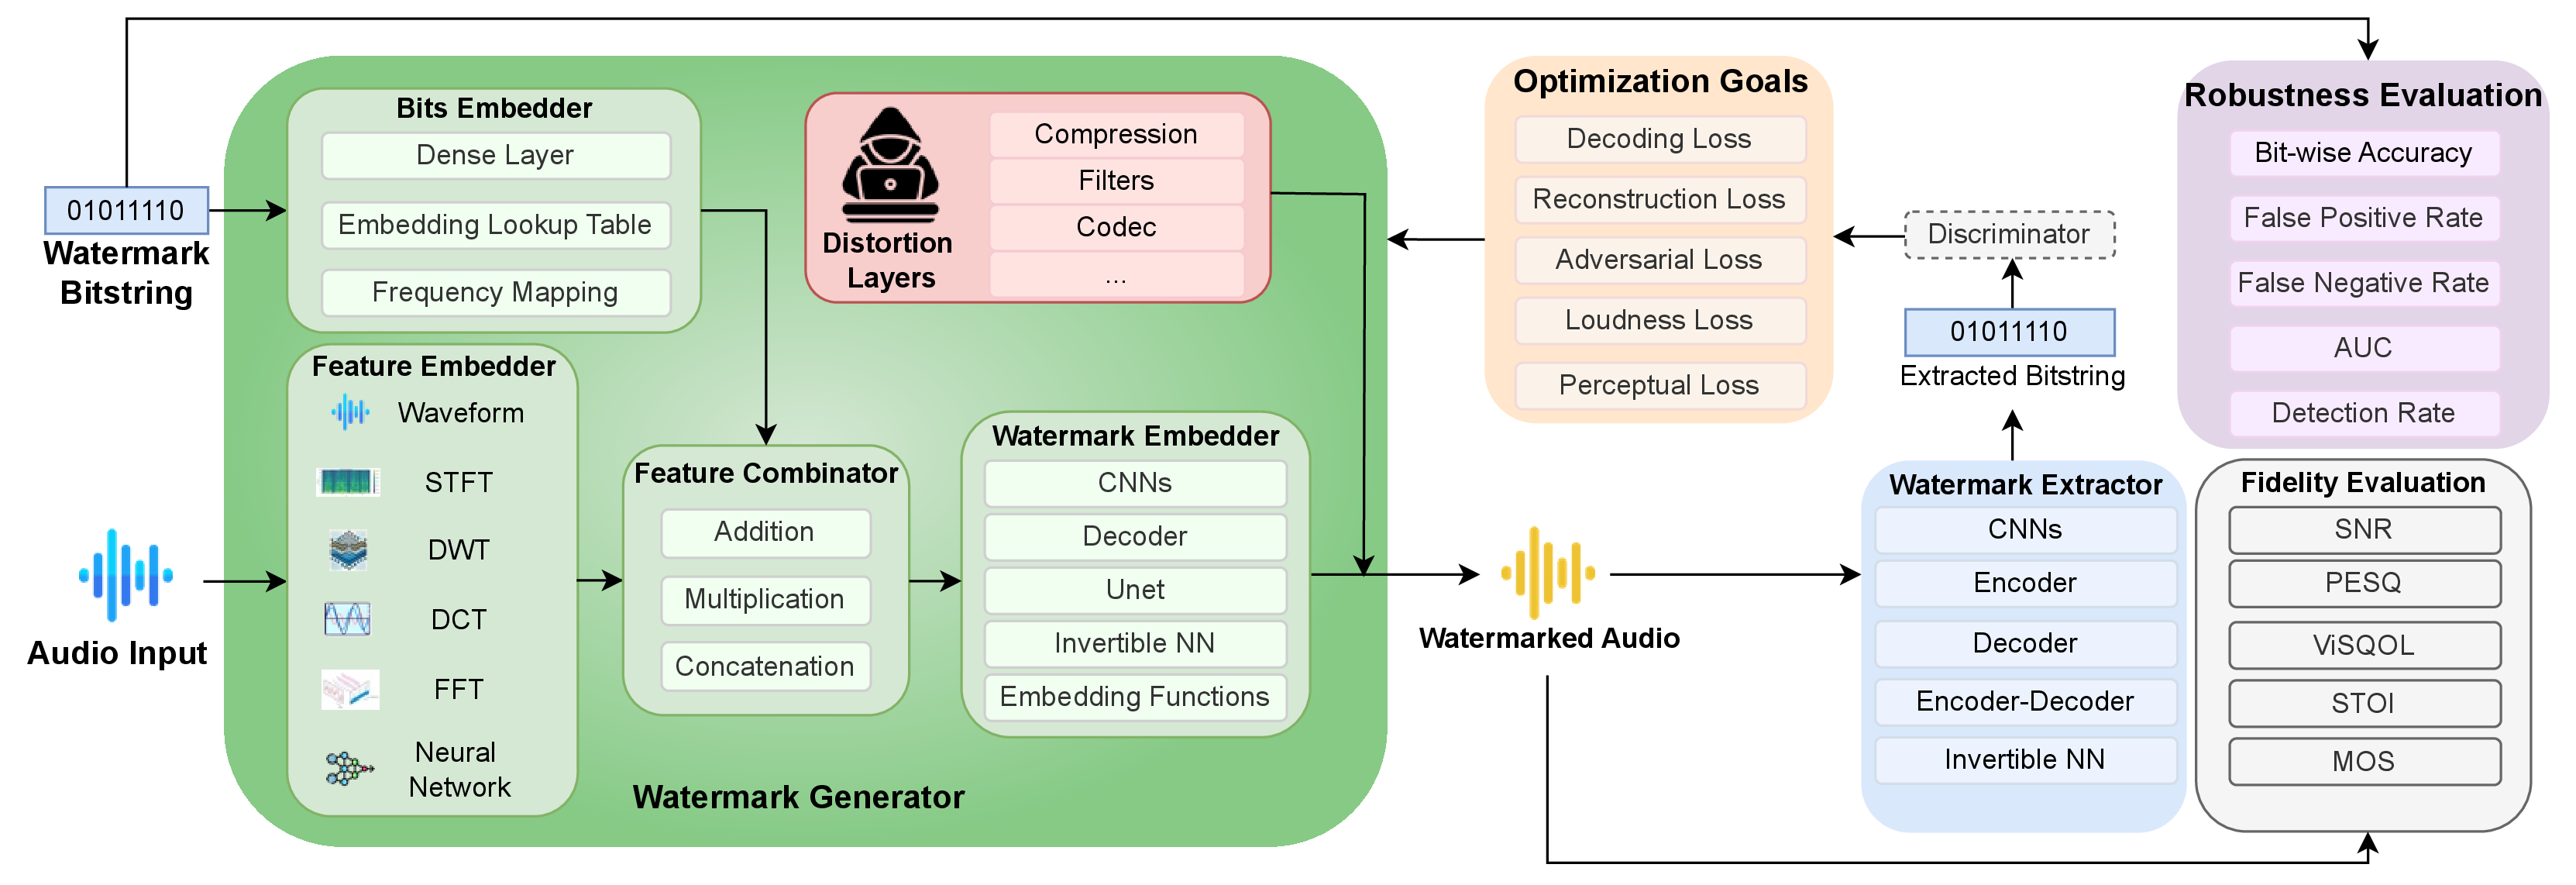 01011110
Watermark
Bitstring
Audio Input
Bits Embedder
Dense Layer
Embedding Lookup Table
Frequency Mapping
Feature Embedder
Waveform
STFT
DWT
DCT
FFT
Neural
Network
Distortion
Layers
Compression
Filters
Codec
...
Feature Combinator
Addition
Multiplication
Concatenation
Watermark Embedder
CNNs
Decoder
Unet
Invertible NN
Embedding Functions
Watermark Generator
Optimization Goals
Decoding Loss
Reconstruction Loss
Adversarial Loss
Loudness Loss
Perceptual Loss
Watermarked Audio
Discriminator
01011110
Extracted Bitstring
Watermark Extractor
CNNs
Encoder
Decoder
Encoder-Decoder
Invertible NN
Robustness Evaluation
Bit-wise Accuracy
False Positive Rate
False Negative Rate
AUC
Detection Rate
Fidelity Evaluation
SNR
PESQ
ViSQOL
STOI
MOS